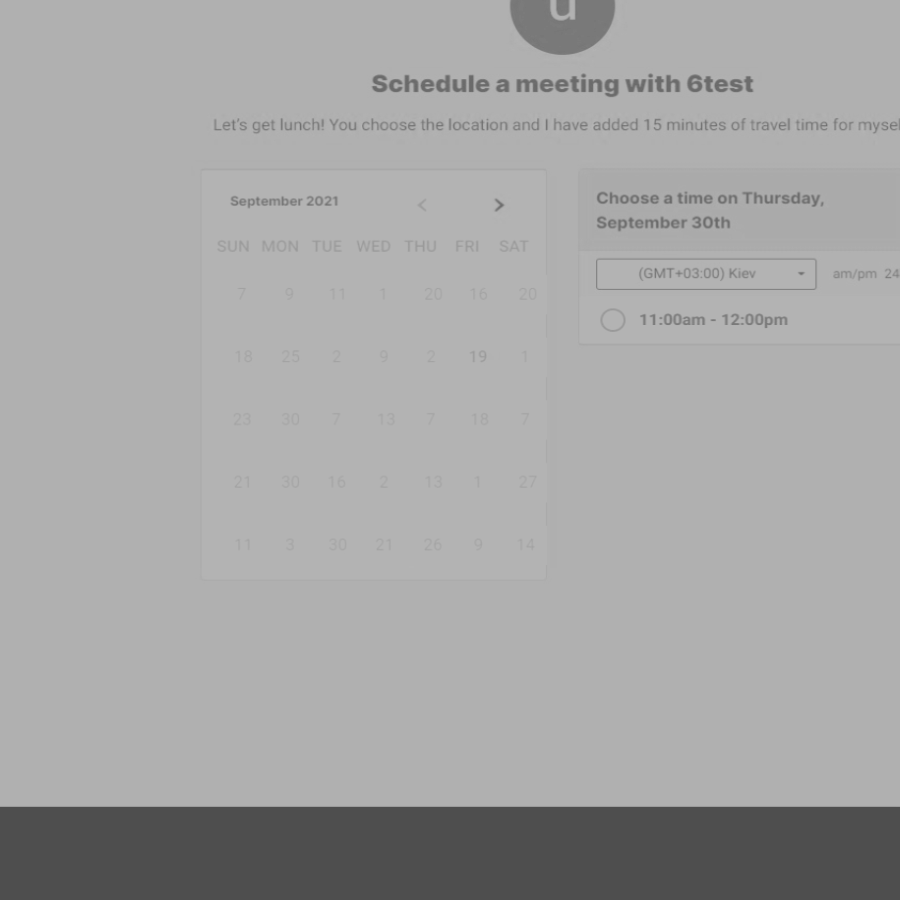 u
Schedule a meeting with 6test
Let's get lunch! You choose the location and I have added 15 minutes of travel time for
September 2021 < >
SUN MON TUE WED THU FRI SAT
7 9 11 1 20 16 20
18 25 2 9 2 19 1
23 30 7 13 7 18 7
21 30 16 2 13 1 27
11 3 30 21 26 9 14
Choose a time on Thursday,
September 30th
(GMT+03:00) Kiev am/pm 24
11:00am - 12:00pm